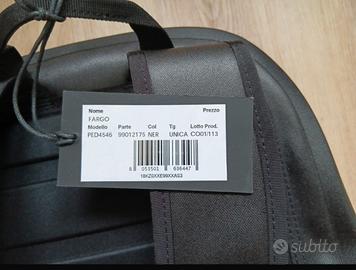 Nome Prezzo
FARGO
Modello Parte Col Tg Lotto Prod.
PED4546 99012175 NER UNICA CO01/113
8 053501 636447
18KZ0XXE99XXA03
subito